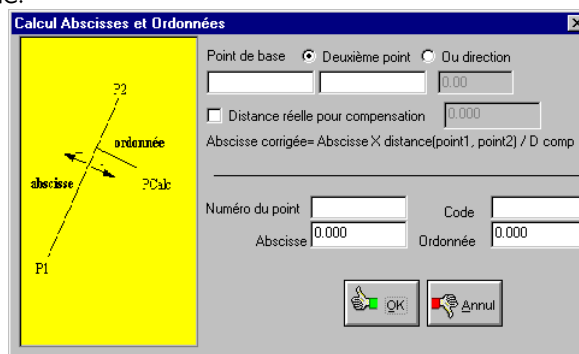 Calcul Abscisses et Ordonnées
Point de base Deuxième point Ou direction
0.00
Distance réelle pour compensation 0.000
Abscisse corrigée= Abscisse X distance(point1, point2) / D comp
P2
ordonnée
abscisse
PCalc
P1
Numéro du point Code
Abscisse 0.000 Ordonnée 0.000
OK Annul